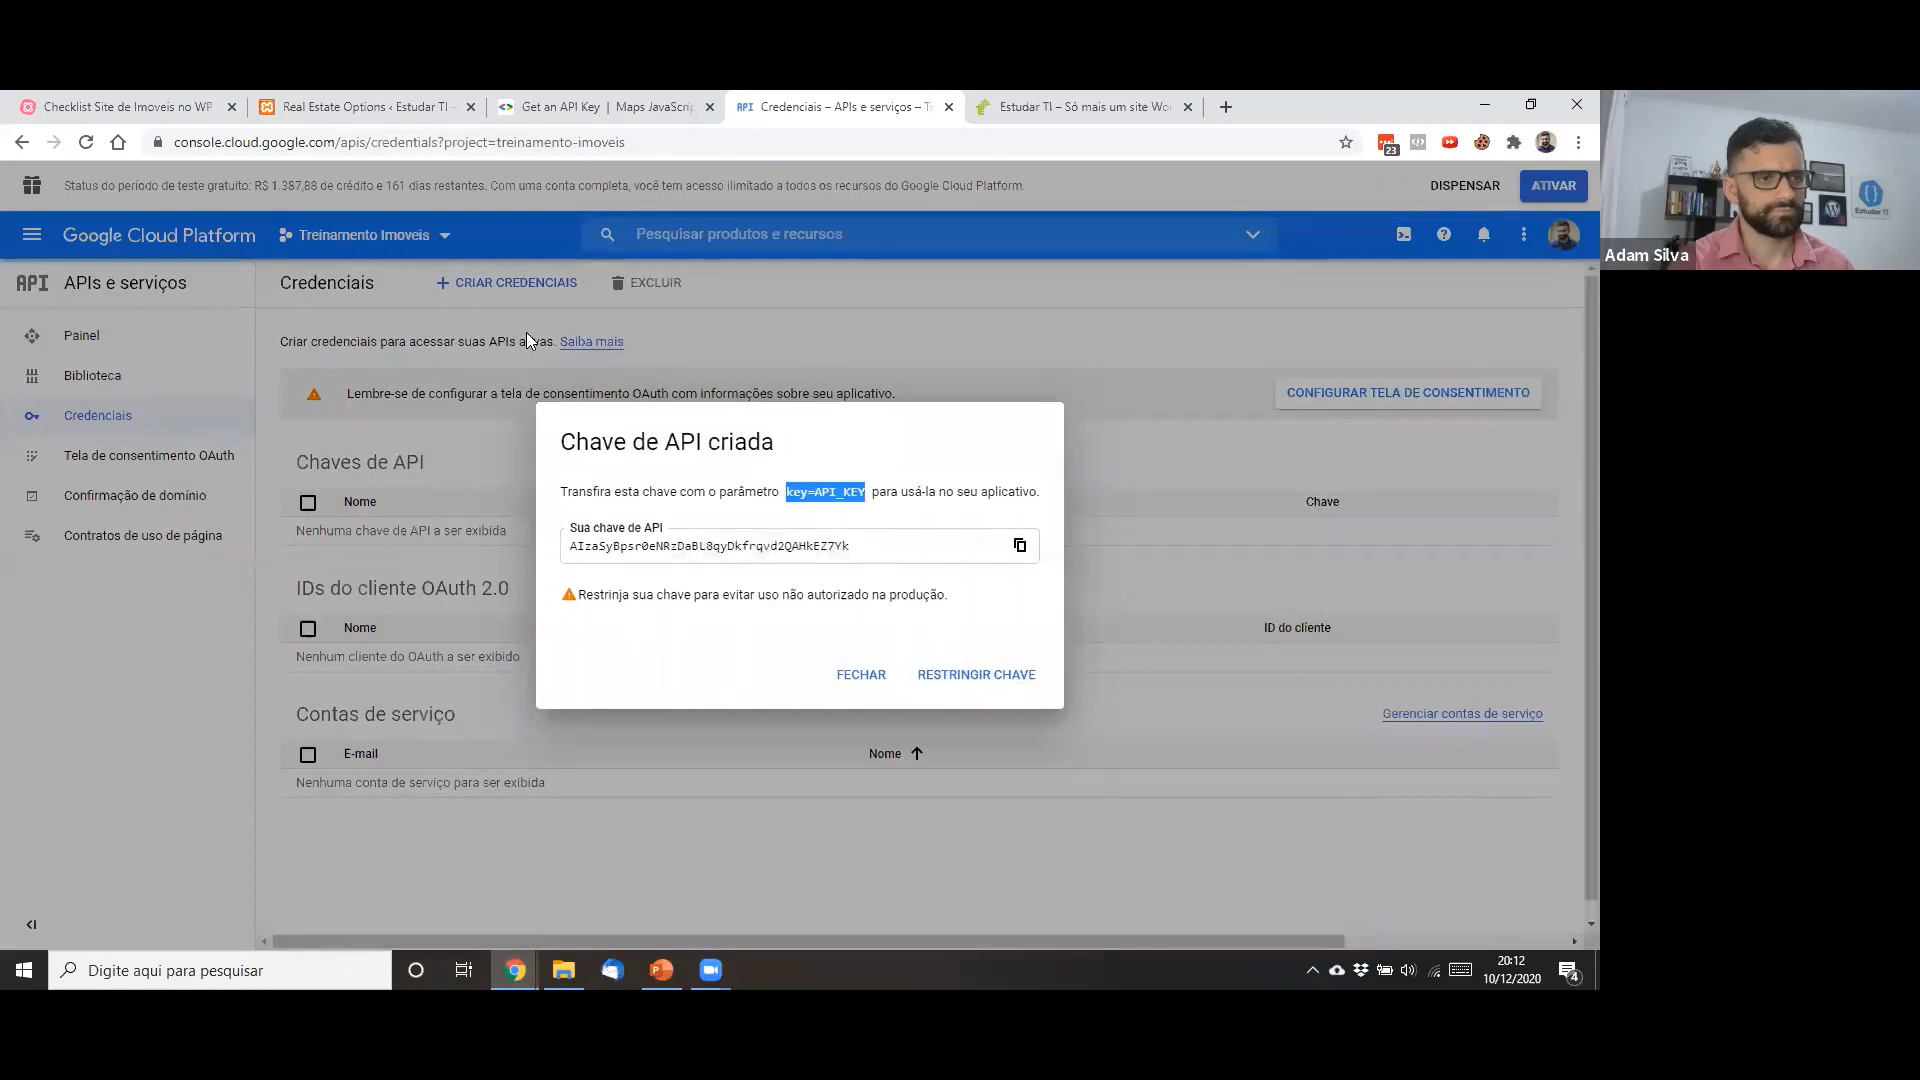 Checklist Site de Imoveis no WP
Real Estate Options ‹ Estudar TI –
Get an API Key | Maps JavaScrip
API Credenciais – APIs e serviços – Tr
Estudar TI – Só mais um site Wor
console.cloud.google.com/apis/credentials?project=treinamento-imoveis
23
Status do período de teste gratuito: R$ 1.387,88 de crédito e 161 dias restantes. Com uma conta completa, você tem acesso ilimitado a todos os recursos do Google Cloud Platform.
DISPENSAR
ATIVAR
Estudar TI
Adam Silva
Google Cloud Platform
Treinamento Imoveis
Pesquisar produtos e recursos
API APIs e serviços
Credenciais
+ CRIAR CREDENCIAIS
EXCLUIR
Painel
Biblioteca
Credenciais
Tela de consentimento OAuth
Confirmação de domínio
Contratos de uso de página
Criar credenciais para acessar suas APIs ativas. Saiba mais
Lembre-se de configurar a tela de consentimento OAuth com informações sobre seu aplicativo.
CONFIGURAR TELA DE CONSENTIMENTO
Chaves de API
Nome
Chave
Nenhuma chave de API a ser exibida
IDs do cliente OAuth 2.0
Nome
ID do cliente
Nenhum cliente do OAuth a ser exibido
Contas de serviço
Gerenciar contas de serviço
E-mail
Nome
Nenhuma conta de serviço para ser exibida
Chave de API criada
Transfira esta chave com o parâmetro key=API_KEY para usá-la no seu aplicativo.
Sua chave de API
AIzaSyBpsr0eNRzDaBL8qyDkfrqvd2QAHkEZ7Yk
Restrinja sua chave para evitar uso não autorizado na produção.
FECHAR
RESTRINGIR CHAVE
Digite aqui para pesquisar
20:12
10/12/2020
4